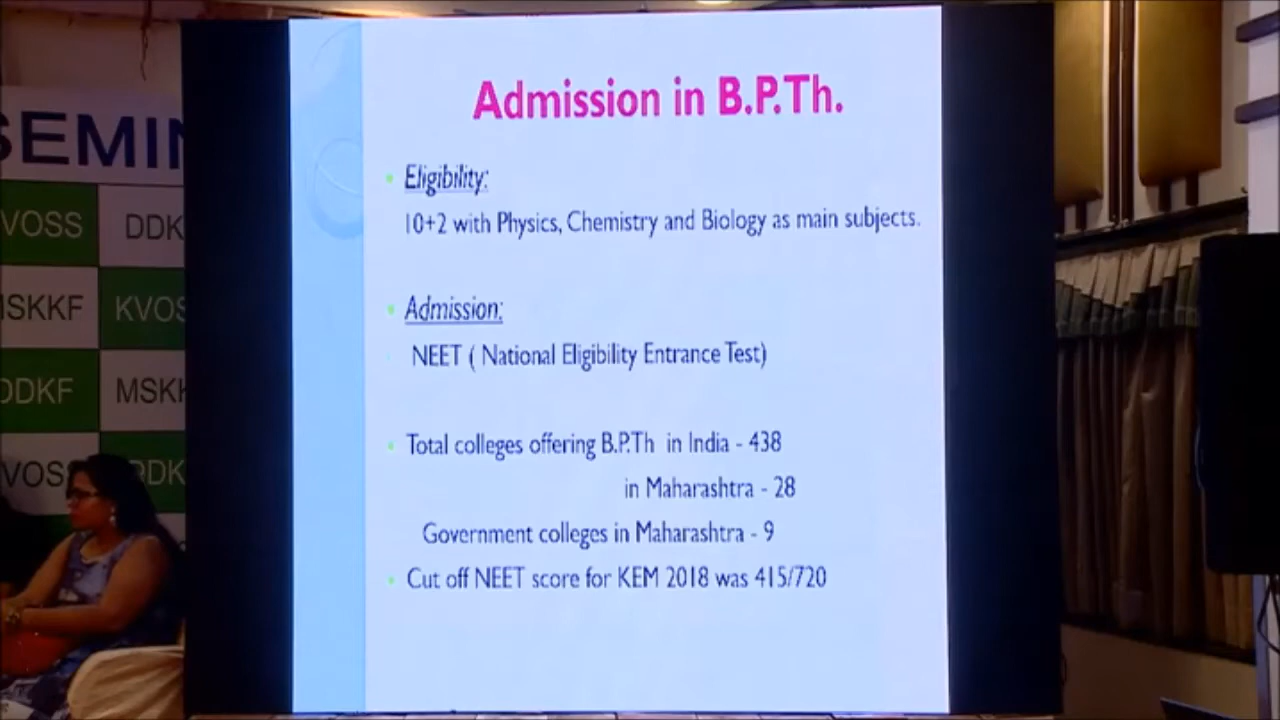 Admission in B.P.Th.
Eligibility:
10+2 with Physics, Chemistry and Biology as main subjects.
Admission:
NEET ( National Eligibility Entrance Test)
Total colleges offering B.P.Th in India - 438
in Maharashtra - 28
Government colleges in Maharashtra - 9
Cut off NEET score for KEM 2018 was 415/720
SEMIN
VOSS DDK
MSKKF KVOS
DDKF MSKK
VOSS DDK